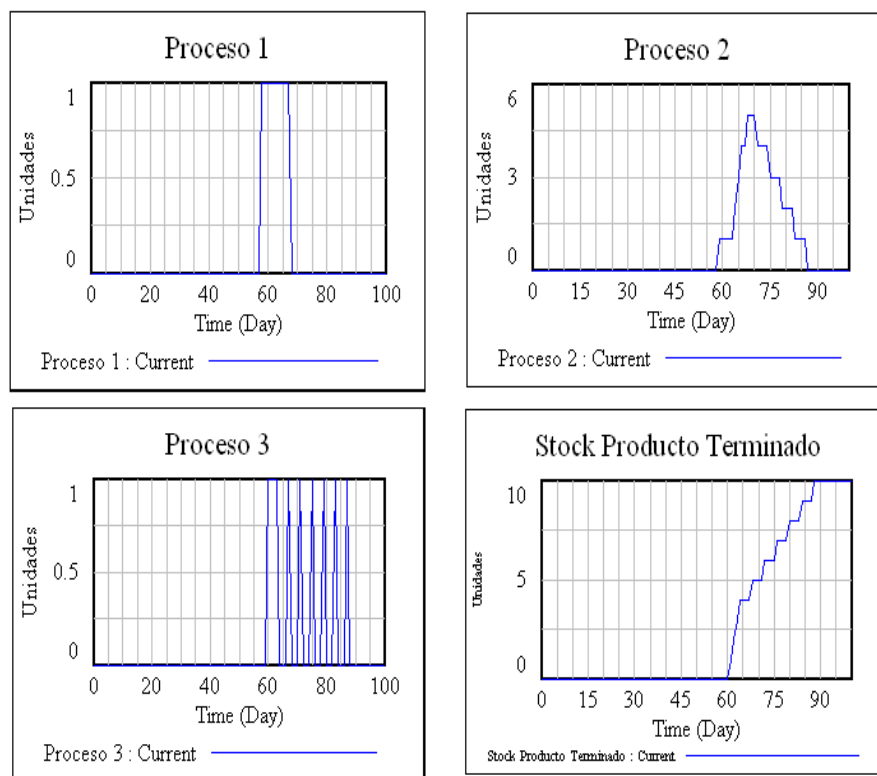 Proceso 1
1
0.5
0
Unidades
0 20 40 60 80 100
Time (Day)
Proceso 1 : Current
Proceso 2
6
3
0
Unidades
0 15 30 45 60 75 90
Time (Day)
Proceso 2 : Current
Proceso 3
1
0.5
0
Unidades
0 20 40 60 80 100
Time (Day)
Proceso 3 : Current
Stock Producto Terminado
10
5
0
Unidades
0 15 30 45 60 75 90
Time (Day)
Stock Producto Terminado : Current